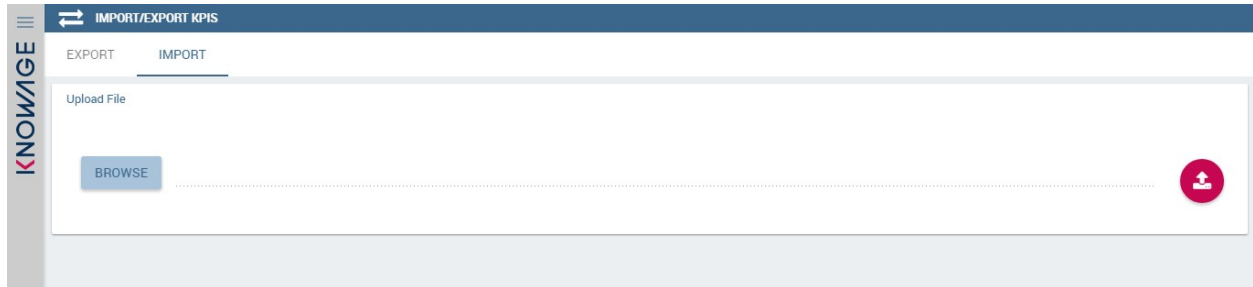 IMPORT/EXPORT KPIS
KNOWAGE
EXPORT IMPORT
Upload File
BROWSE